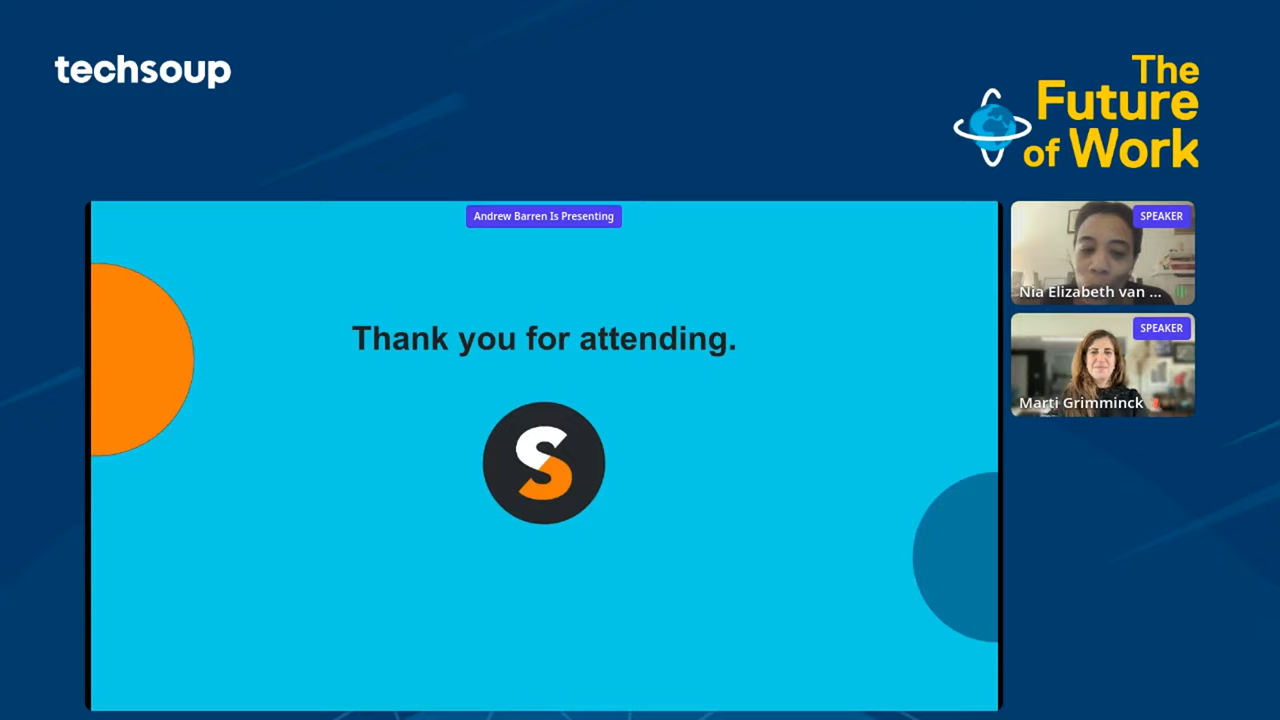 techsoup
The
Future
of Work
Andrew Barren Is Presenting
SPEAKER
Nia Elizabeth van ...
Thank you for attending.
SPEAKER
Marti Grimminck
S